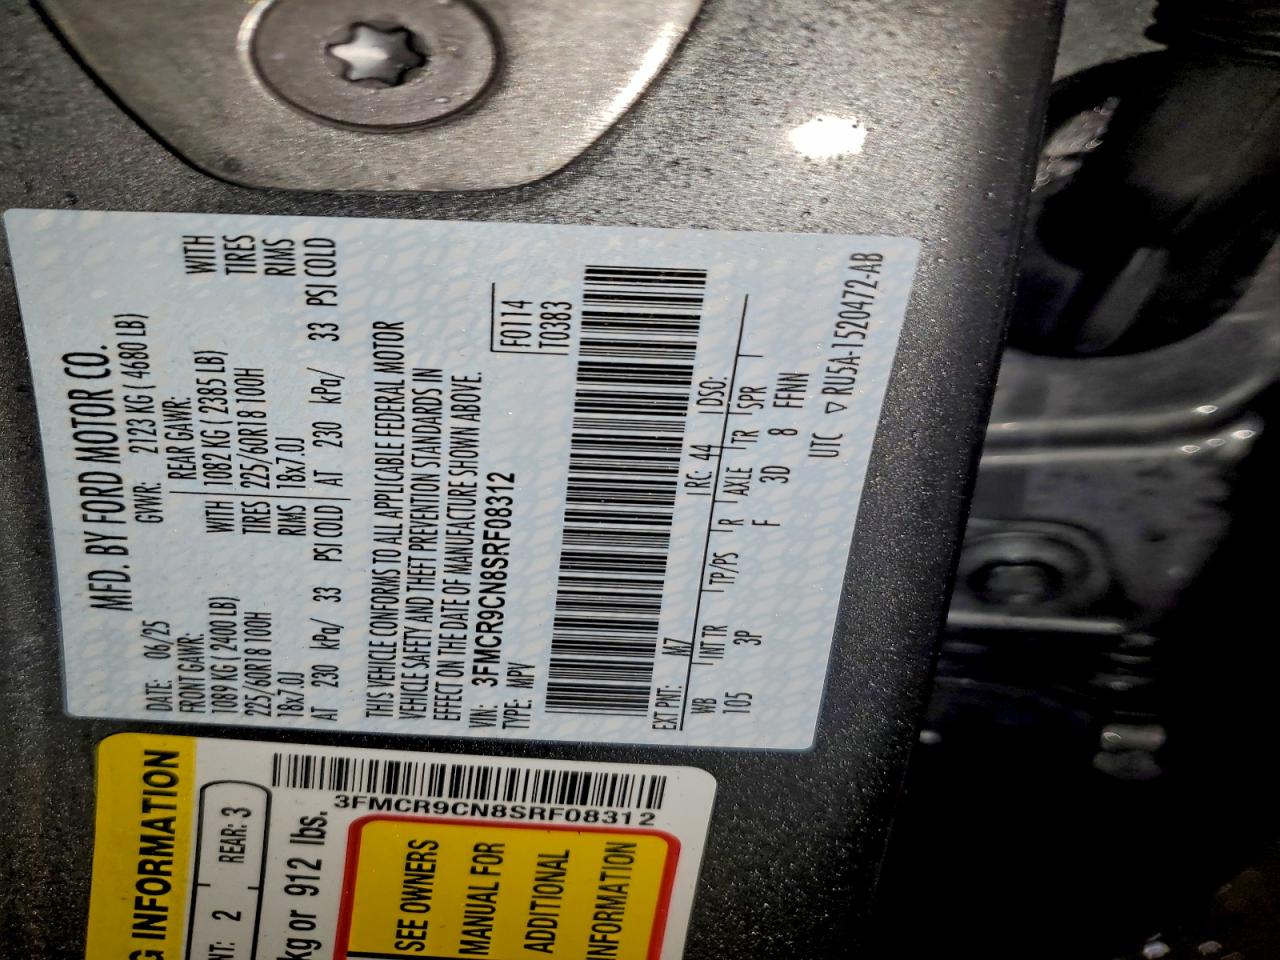 MFD. BY FORD MOTOR CO.
DATE: 06/25 GVWR: 2123 KG ( 4680 LB)
FRONT GAWR: REAR GAWR:
1089 KG ( 2400 LB) WITH 1082 KG ( 2385 LB) WITH
225/60R18 100H TIRES 225/60R18 100H TIRES
18x7.0J RIMS 18x7.0J RIMS
AT 230 kPa/ 33 PSI COLD AT 230 kPa/ 33 PSI COLD
THIS VEHICLE CONFORMS TO ALL APPLICABLE FEDERAL MOTOR
VEHICLE SAFETY AND THEFT PREVENTION STANDARDS IN
EFFECT ON THE DATE OF MANUFACTURE SHOWN ABOVE.
VIN: 3FMCR9CN8SRF08312
TYPE: MPV
F0114
T0383
EXT PNT: MZ RC: 44 DSO:
WB INT TR TP/PS R AXLE TR SPR
105 3P F 3D 8 FFNN
UTC ▽ RU5A-1520472-AB
G INFORMATION
NT: 2 REAR: 3
kg or 912 lbs.
3FMCR9CN8SRF08312
SEE OWNERS
MANUAL FOR
ADDITIONAL
INFORMATION